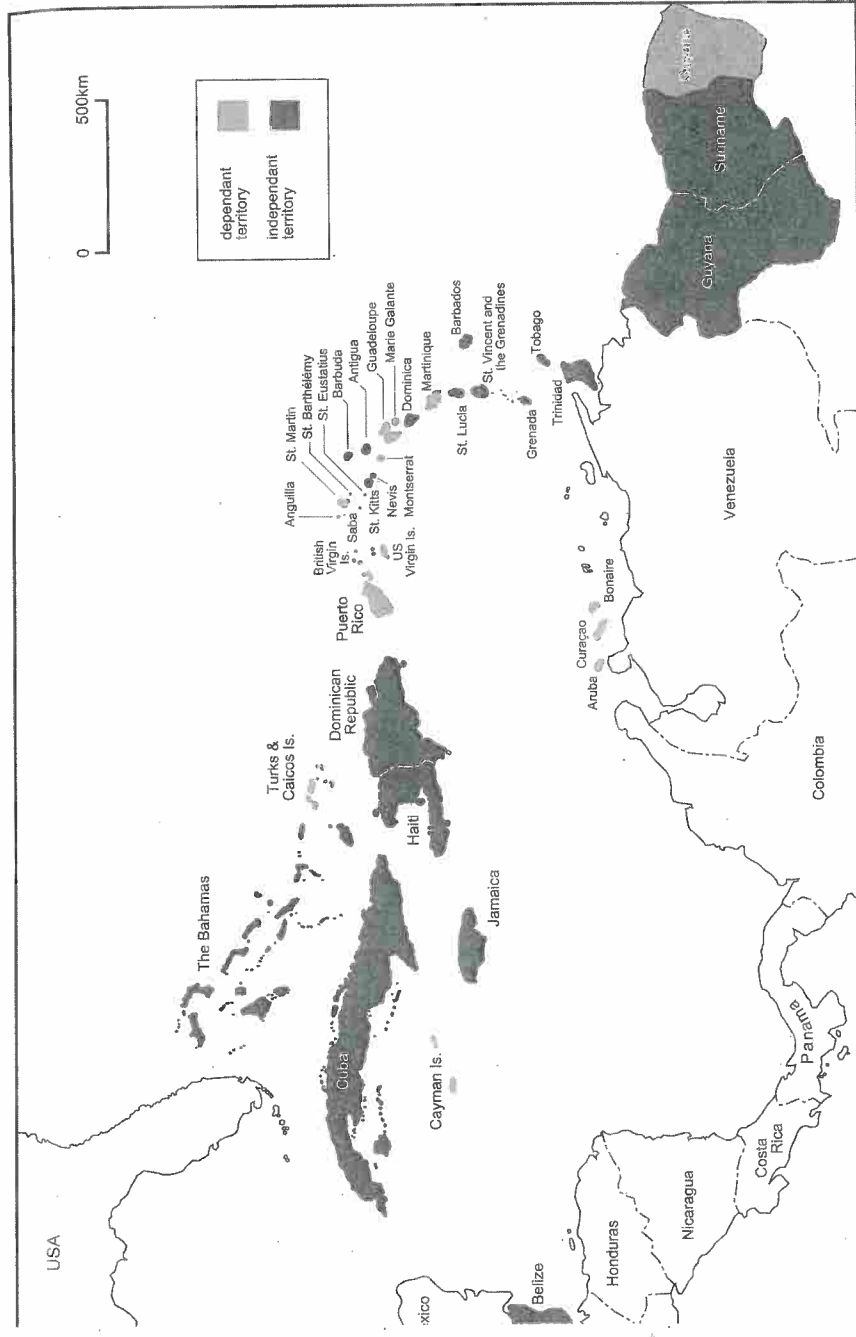 USA
The Bahamas
Turks &
Caicos Is.
Cuba
Cayman Is.
Jamaica
Haiti
Dominican
Republic
Puerto
Rico
British
Virgin
Is.
US
Virgin Is.
Anguilla
St. Martin
St. Barthélémy
St. Eustatius
Saba
Barbuda
Antigua
St. Kitts
Nevis
Montserrat
Guadeloupe
Marie Galante
Dominica
Martinique
St. Lucia
Barbados
St. Vincent and
the Grenadines
Grenada
Tobago
Trinidad
Aruba
Curaçao
Bonaire
xico
Belize
Honduras
Nicaragua
Costa
Rica
Panama
Colombia
Venezuela
Guyana
Suriname
Guyane
0
500km
dependant
territory
independant
territory